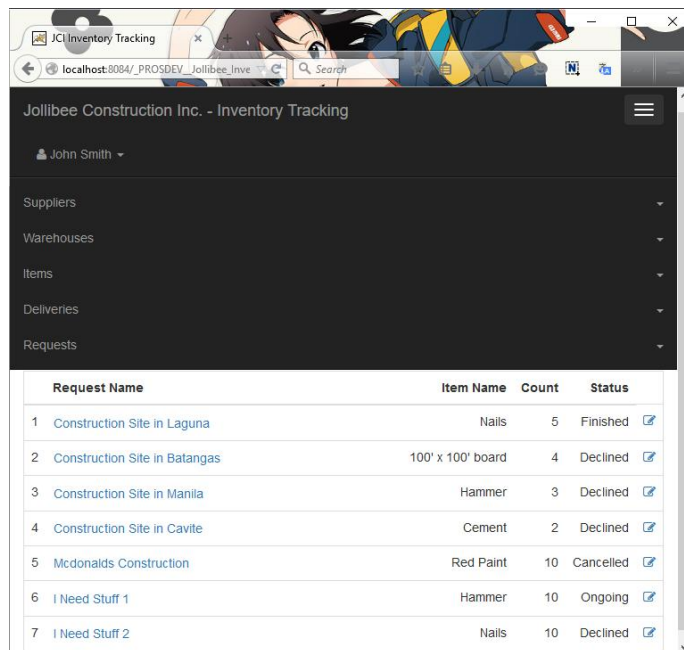 JCI Inventory Tracking
localhost:8084/_PROSDEV__Jollibee_Inve
Search
Jollibee Construction Inc. - Inventory Tracking
John Smith
Suppliers
Warehouses
Items
Deliveries
Requests
Request Name Item Name Count Status
1 Construction Site in Laguna Nails 5 Finished
2 Construction Site in Batangas 100' x 100' board 4 Declined
3 Construction Site in Manila Hammer 3 Declined
4 Construction Site in Cavite Cement 2 Declined
5 Mcdonalds Construction Red Paint 10 Cancelled
6 I Need Stuff 1 Hammer 10 Ongoing
7 I Need Stuff 2 Nails 10 Declined